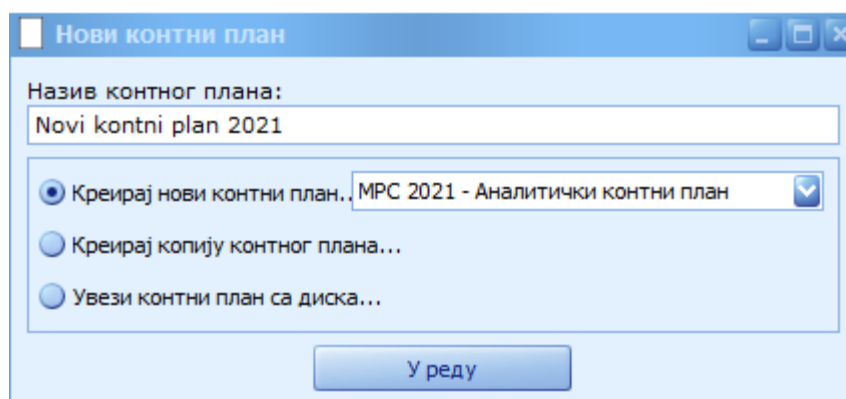 Нови контни план
Назив контног плана:
Novi kontni plan 2021
Креирај нови контни план.. МРС 2021 - Аналитички контни план
Креирај копију контног плана...
Увези контни план са диска...
У реду